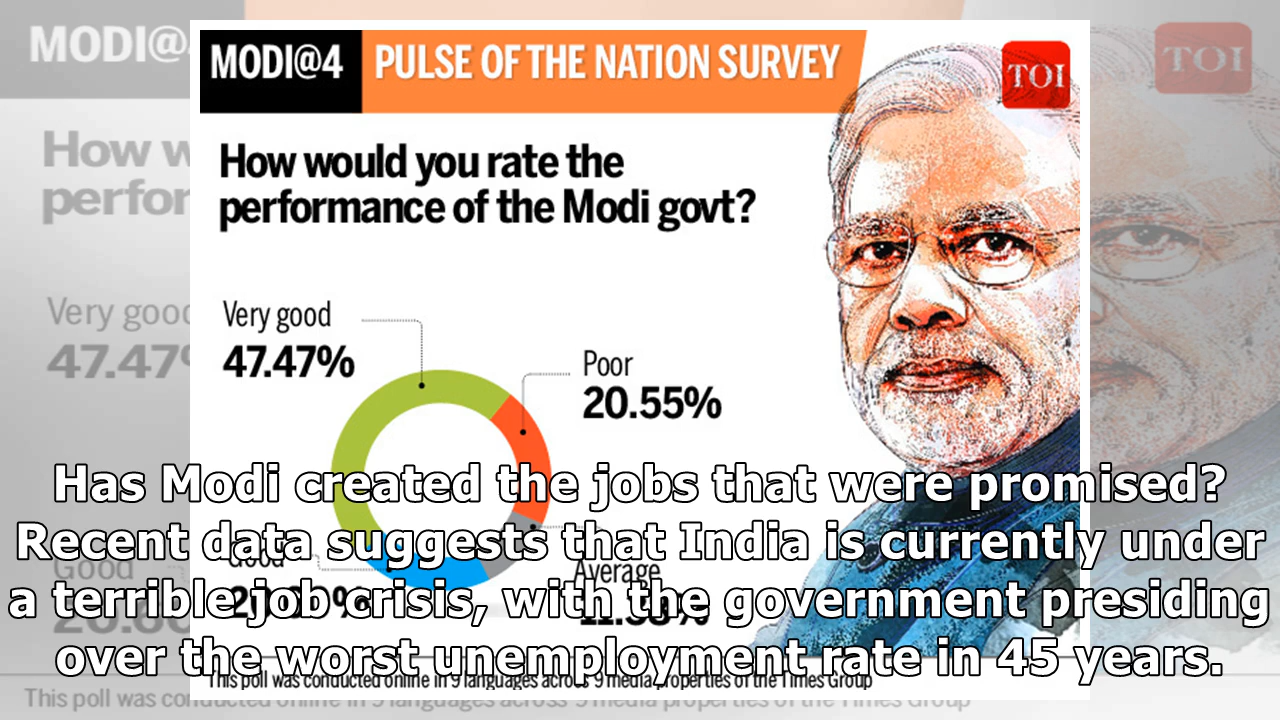 MODI@4 PULSE OF THE NATION SURVEY
TOI
How would you rate the
performance of the Modi govt?
Very good
47.47%
Poor
20.55%
Good
Average
Has Modi created the jobs that were promised?
Recent data suggests that India is currently under
a terrible job crisis, with the government presiding
over the worst unemployment rate in 45 years.
This poll was conducted online in 9 languages across 9 media properties of the Times Group